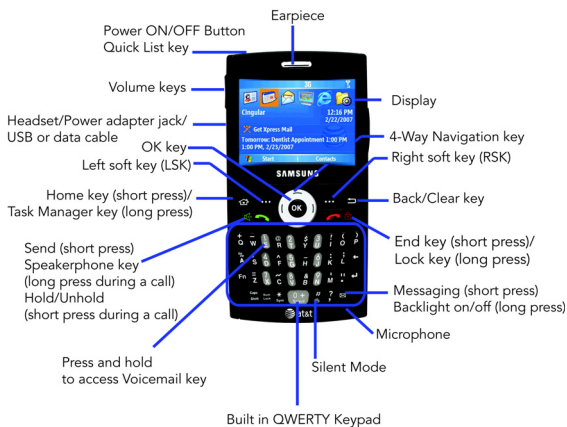 Earpiece
Power ON/OFF Button
Quick List key
Volume keys
Headset/Power adapter jack/
USB or data cable
OK key
Left soft key (LSK)
Home key (short press)/
Task Manager key (long press)
Send (short press)
Speakerphone key
(long press during a call)
Hold/Unhold
(short press during a call)
Press and hold
to access Voicemail key
Display
4-Way Navigation key
Right soft key (RSK)
Back/Clear key
End key (short press)/
Lock key (long press)
Messaging (short press)
Backlight on/off (long press)
Microphone
Silent Mode
Built in QWERTY Keypad
Cingular
12:16 PM
2/22/2007
Get Xpress Mail
Tomorrow: Dentist Appointment 1:00 PM
1:00 PM, 2/23/2007
Start
Contacts
SAMSUNG
OK
Q W E R T Y U I O P
A S D
Fn Z
at&t